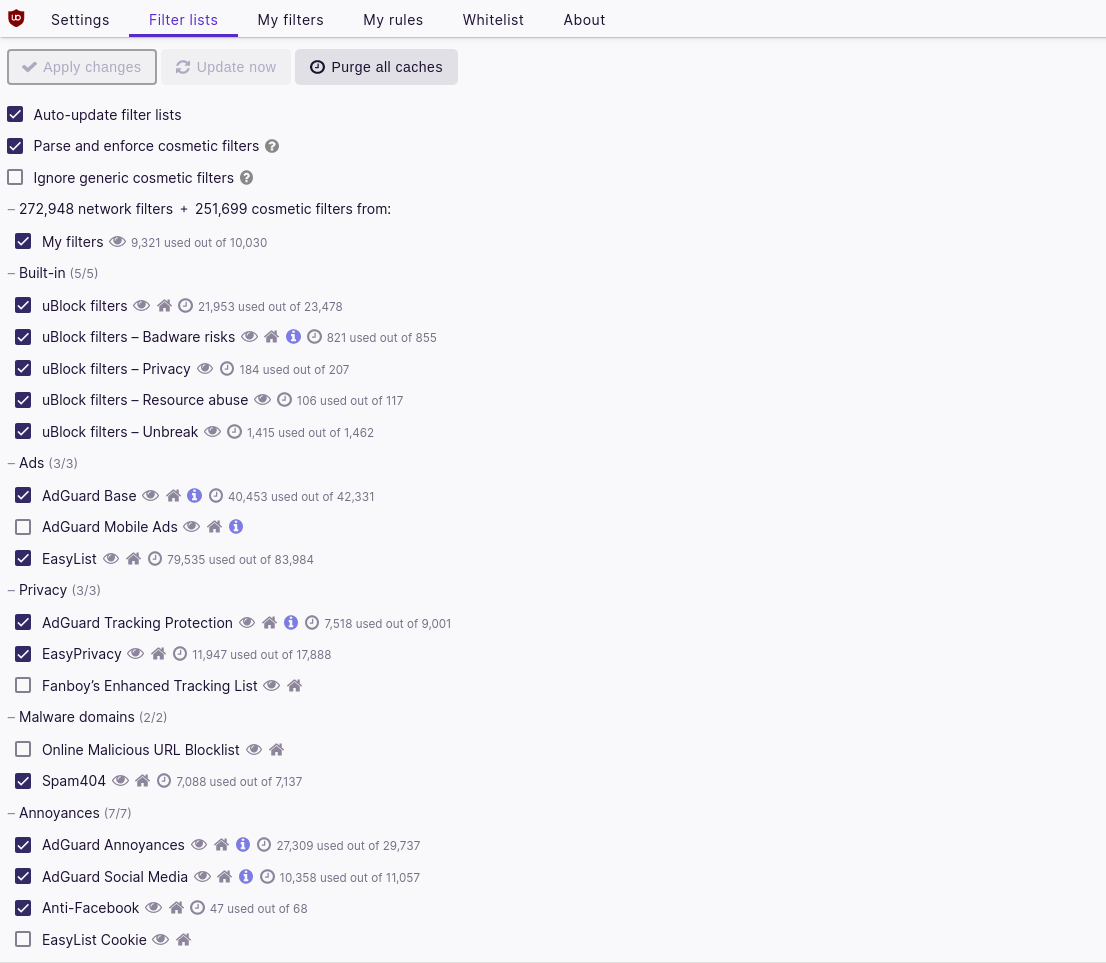 Settings Filter lists My filters My rules Whitelist About
Apply changes Update now Purge all caches
Auto-update filter lists
Parse and enforce cosmetic filters
Ignore generic cosmetic filters
– 272,948 network filters + 251,699 cosmetic filters from:
My filters 9,321 used out of 10,030
– Built-in (5/5)
uBlock filters 21,953 used out of 23,478
uBlock filters – Badware risks 821 used out of 855
uBlock filters – Privacy 184 used out of 207
uBlock filters – Resource abuse 106 used out of 117
uBlock filters – Unbreak 1,415 used out of 1,462
– Ads (3/3)
AdGuard Base 40,453 used out of 42,331
AdGuard Mobile Ads
EasyList 79,535 used out of 83,984
– Privacy (3/3)
AdGuard Tracking Protection 7,518 used out of 9,001
EasyPrivacy 11,947 used out of 17,888
Fanboy’s Enhanced Tracking List
– Malware domains (2/2)
Online Malicious URL Blocklist
Spam404 7,088 used out of 7,137
– Annoyances (7/7)
AdGuard Annoyances 27,309 used out of 29,737
AdGuard Social Media 10,358 used out of 11,057
Anti-Facebook 47 used out of 68
EasyList Cookie